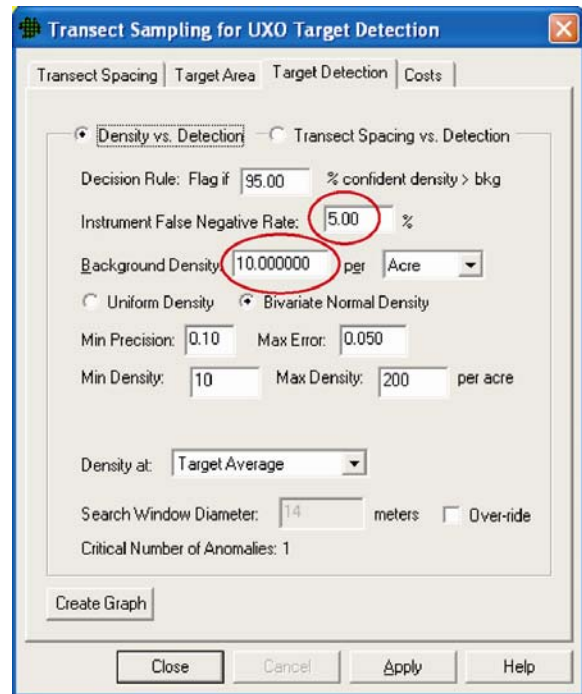 Transect Sampling for UXO Target Detection
Transect Spacing Target Area Target Detection Costs
Density vs. Detection Transect Spacing vs. Detection
Decision Rule: Flag if 95.00 % confident density > bkg
Instrument False Negative Rate: 5.00 %
Background Density: 10.000000 per Acre
Uniform Density Bivariate Normal Density
Min Precision: 0.10 Max Error: 0.050
Min Density: 10 Max Density: 200 per acre
Density at: Target Average
Search Window Diameter: 14 meters Over-ride
Critical Number of Anomalies: 1
Create Graph
Close Cancel Apply Help